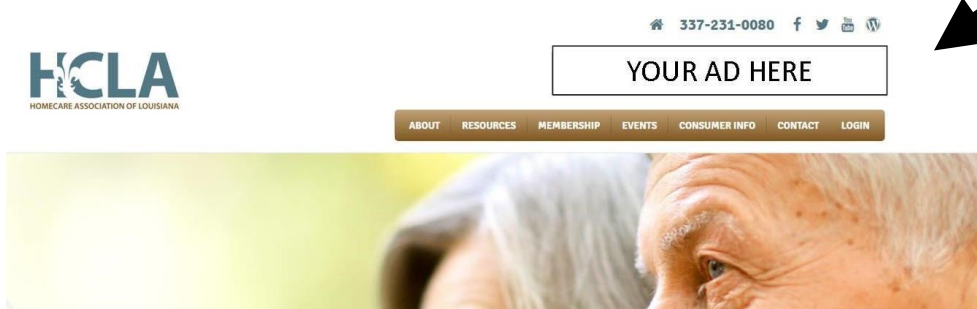 337-231-0080
YOUR AD HERE
HCLA
HOMECARE ASSOCIATION OF LOUISIANA
ABOUT RESOURCES MEMBERSHIP EVENTS CONSUMER INFO CONTACT LOGIN